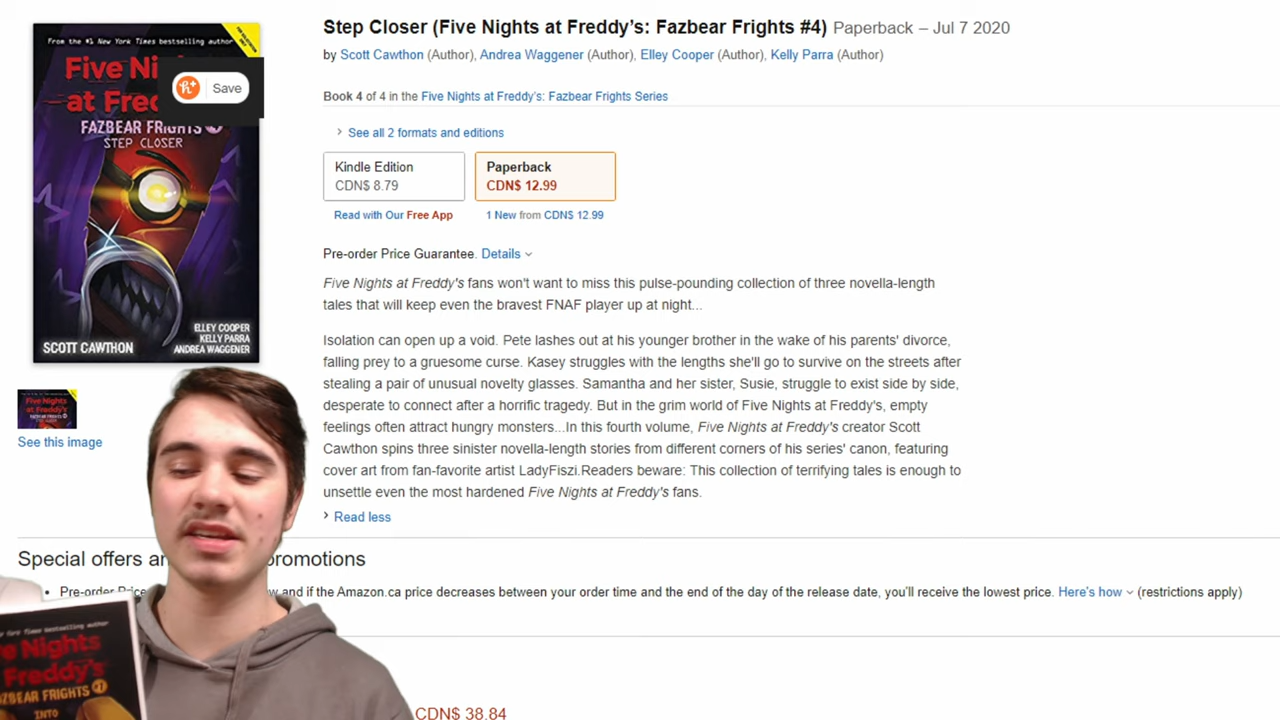 Step Closer (Five Nights at Freddy's: Fazbear Frights #4) Paperback – Jul 7 2020
by Scott Cawthon (Author), Andrea Waggener (Author), Elley Cooper (Author), Kelly Parra (Author)
Book 4 of 4 in the Five Nights at Freddy's: Fazbear Frights Series
See all 2 formats and editions
Kindle Edition
CDN$ 8.79
Paperback
CDN$ 12.99
Read with Our Free App
1 New from CDN$ 12.99
Pre-order Price Guarantee. Details
Five Nights at Freddy's fans won't want to miss this pulse-pounding collection of three novella-length
tales that will keep even the bravest FNAF player up at night...
Isolation can open up a void. Pete lashes out at his younger brother in the wake of his parents' divorce,
falling prey to a gruesome curse. Kasey struggles with the lengths she'll go to survive on the streets after
stealing a pair of unusual novelty glasses. Samantha and her sister, Susie, struggle to exist side by side,
desperate to connect after a horrific tragedy. But in the grim world of Five Nights at Freddy's, empty
feelings often attract hungry monsters...In this fourth volume, Five Nights at Freddy's creator Scott
Cawthon spins three sinister novella-length stories from different corners of his series' canon, featuring
cover art from fan-favorite artist LadyFiszi.Readers beware: This collection of terrifying tales is enough to
unsettle even the most hardened Five Nights at Freddy's fans.
Read less
From the #1 New York Times bestselling author
Five Ni
at Fre
Save
FAZBEAR FRIGHTS
STEP CLOSER
SCOTT CAWTHON
ELLEY COOPER
KELLY PARRA
ANDREA WAGGENER
Five Nights
at Freddy's
See this image
Special offers a promotions
Pre-order Price w and if the Amazon.ca price decreases between your order time and the end of the day of the release date, you'll receive the lowest price. Here's how (restrictions apply)
New York Times bestselling author
e Nights
Freddy's
ZBEAR FRIGHTS #1
INTO
CDN$ 38.84